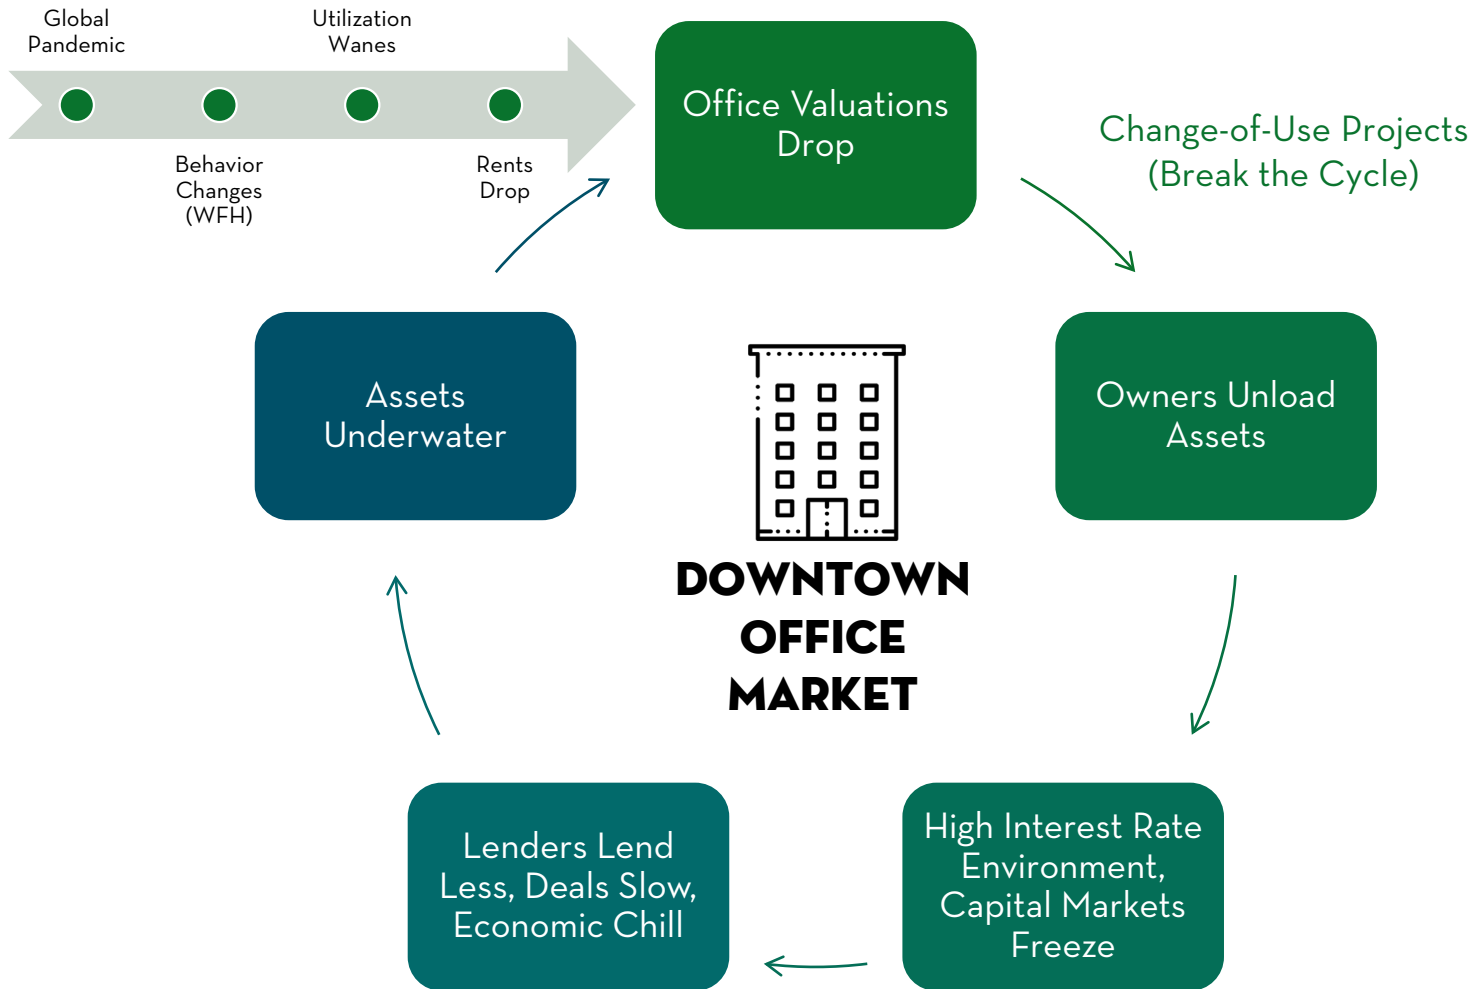 Global
Pandemic
Behavior
Changes
(WFH)
Utilization
Wanes
Rents
Drop
Office Valuations
Drop
Change-of-Use Projects
(Break the Cycle)
Owners Unload
Assets
High Interest Rate
Environment,
Capital Markets
Freeze
Lenders Lend
Less, Deals Slow,
Economic Chill
Assets
Underwater
DOWNTOWN
OFFICE
MARKET